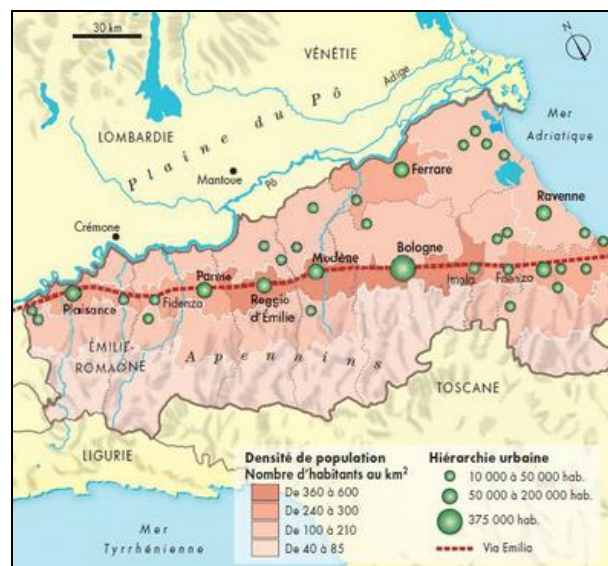 30 km
N
VÉNÉTIE
Adige
Mer
Adriatique
LOMBARDIE
Plaine du Pô
Mantoue
Pô
Ferrare
Crémone
Ravenne
Bologne
Modène
Parme
Imola
Faenza
Plaisance
Fidenza
Reggio
d'Émilie
ÉMILIE-
ROMAGNE
Apennins
TOSCANE
LIGURIE
Mer
Tyrrhénienne
Densité de population
Nombre d'habitants au km²
De 360 à 600
De 240 à 300
De 100 à 210
De 40 à 85
Hiérarchie urbaine
10 000 à 50 000 hab.
50 000 à 200 000 hab.
375 000 hab.
Via Emilia